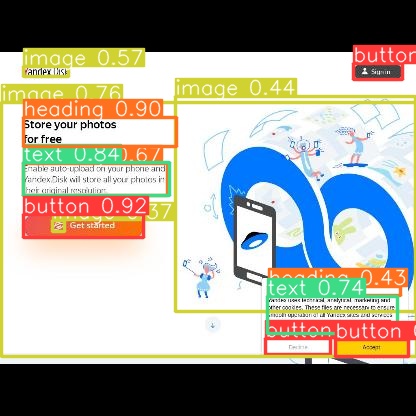 image 0.57
button
Yandex Disk
Sign in
image 0.44
image 0.76
heading 0.90
Store your photos
for free
text 0.84
0.67
Enable auto-upload on your phone and
Yandex.Disk will store all your photos in
their original resolution.
button 0.92
image
0.37
Get started
heading 0.43
text 0.74
Yandex uses technical, analytical, marketing and
other cookies. These files are necessary to ensure
smooth operation of all Yandex sites and services
button
button
Decline
Accept